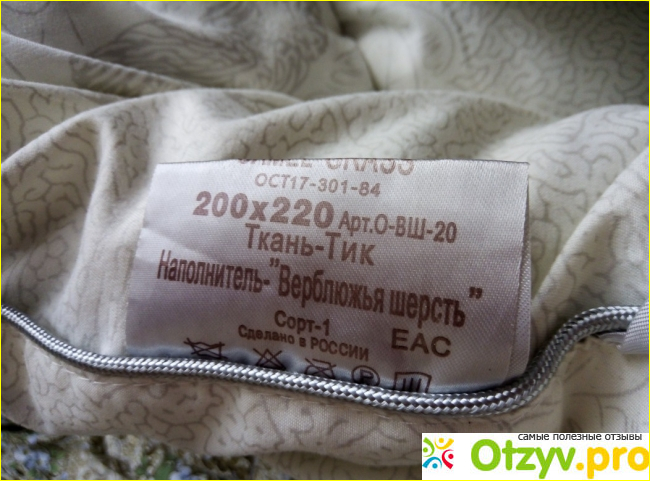 ОСТ17-301-84
200x220 Арт.О-ВШ-20
Ткань-Тик
Наполнитель-"Верблюжья шерсть"
Сорт-1
Сделано в РОССИИ EAC
самые полезные отзывы
Otzyv.pro